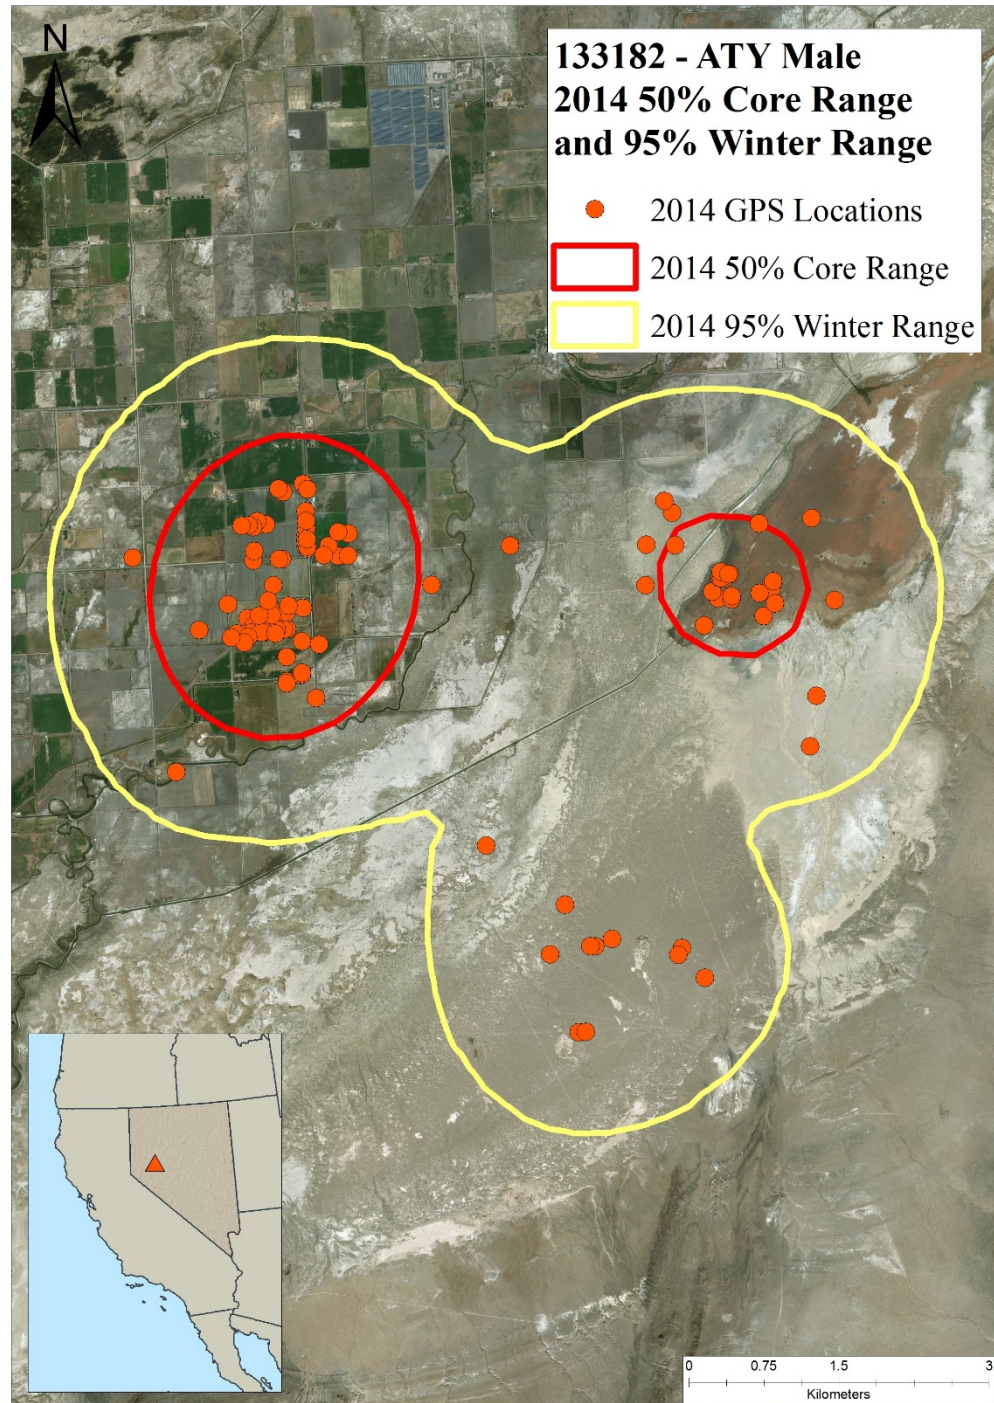 N
133182 - ATY Male
2014 50% Core Range
and 95% Winter Range
2014 GPS Locations
2014 50% Core Range
2014 95% Winter Range
0 0.75 1.5 3
Kilometers